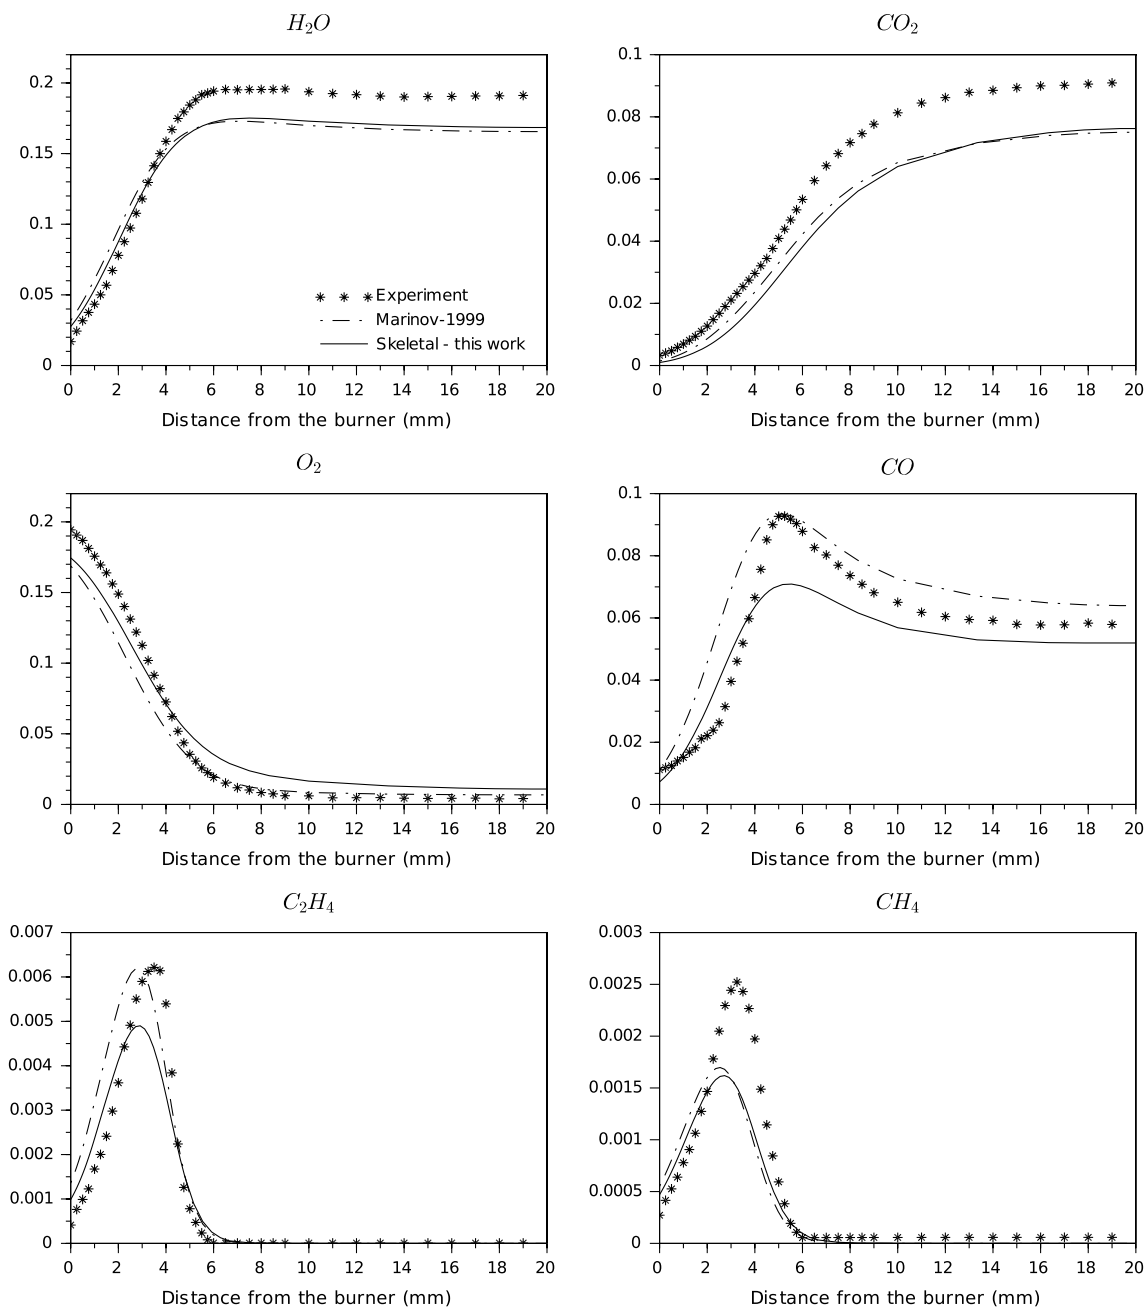 H₂O
0.2
0.15
0.1
0.05
0
0 2 4 6 8 10 12 14 16 18 20
Distance from the burner (mm)
Experiment
Marinov-1999
Skeletal - this work
CO₂
0.1
0.08
0.06
0.04
0.02
0
0 2 4 6 8 10 12 14 16 18 20
Distance from the burner (mm)
O₂
0.2
0.15
0.1
0.05
0
0 2 4 6 8 10 12 14 16 18 20
Distance from the burner (mm)
CO
0.1
0.08
0.06
0.04
0.02
0
0 2 4 6 8 10 12 14 16 18 20
Distance from the burner (mm)
C₂H₄
0.007
0.006
0.005
0.004
0.003
0.002
0.001
0
0 2 4 6 8 10 12 14 16 18 20
Distance from the burner (mm)
CH₄
0.003
0.0025
0.002
0.0015
0.001
0.0005
0
0 2 4 6 8 10 12 14 16 18 20
Distance from the burner (mm)